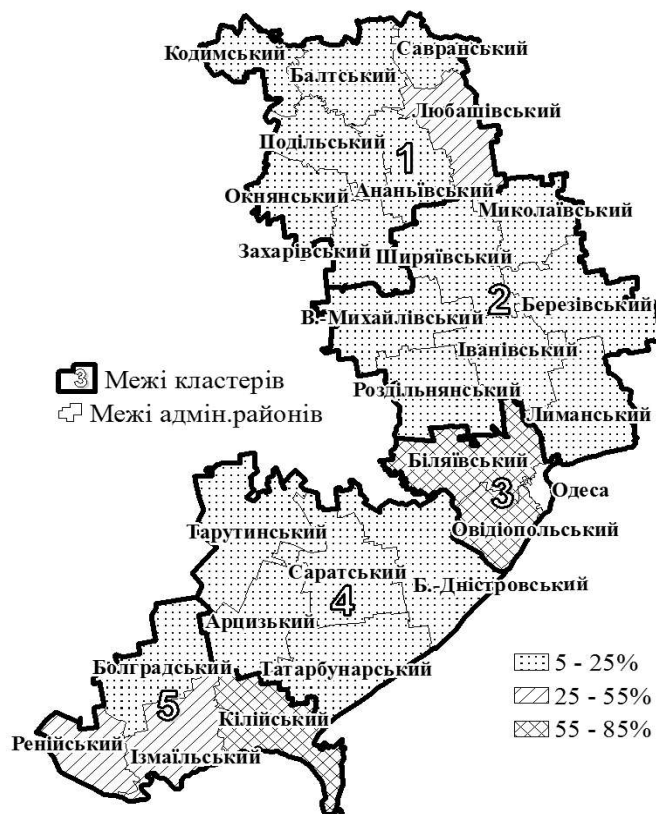 Савранський
Кодимський
Балтський
Любашівський
Подільський
1
Окнянський
Ананьївський
Миколаївський
Захарівський
Ширяївський
2
Березівський
В.-Михайлівський
Іванівський
3 Межі кластерів
Роздільнянський
Лиманський
Межі адмін.районів
Біляївський
3
Одеса
Овідіопольський
Тарутинський
Саратський
Б.-Дністровський
4
Арцизький
5 - 25%
Болградський
Татарбунарський
25 - 55%
5
Кілійський
55 - 85%
Ренійський
Ізмаїльський